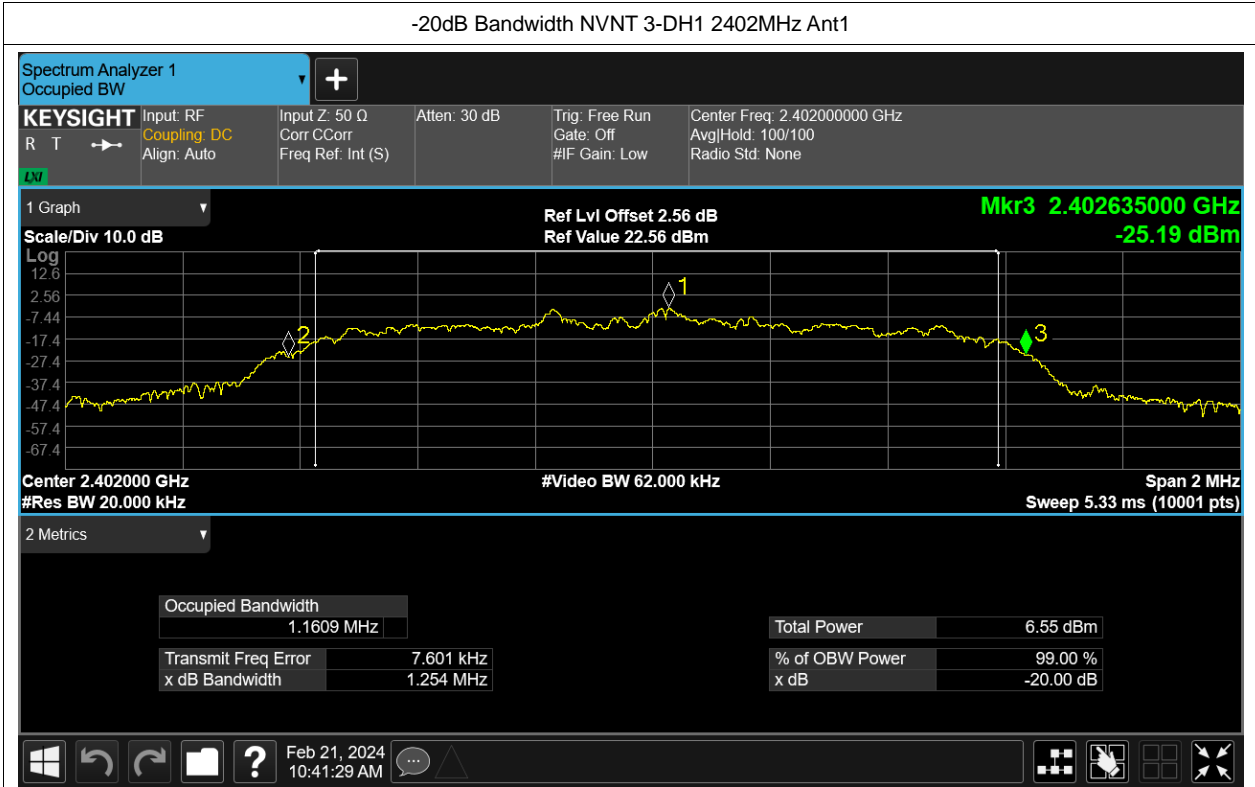 -20dB Bandwidth NVNT 3-DH1 2402MHz Ant1
Spectrum Analyzer 1
Occupied BW
KEYSIGHT
R T
LXI
Input: RF
Coupling: DC
Align: Auto
Input Z: 50 Ω
Corr CCorr
Freq Ref: Int (S)
Atten: 30 dB
Trig: Free Run
Gate: Off
#IF Gain: Low
Center Freq: 2.402000000 GHz
Avg|Hold: 100/100
Radio Std: None
1 Graph
Scale/Div 10.0 dB
Ref Lvl Offset 2.56 dB
Ref Value 22.56 dBm
Mkr3 2.402635000 GHz
-25.19 dBm
Log
12.6
2.56
-7.44
-17.4
-27.4
-37.4
-47.4
-57.4
-67.4
1
2
3
Center 2.402000 GHz
#Res BW 20.000 kHz
#Video BW 62.000 kHz
Span 2 MHz
Sweep 5.33 ms (10001 pts)
2 Metrics
Occupied Bandwidth
1.1609 MHz
Transmit Freq Error 7.601 kHz
x dB Bandwidth 1.254 MHz
Total Power 6.55 dBm
% of OBW Power 99.00 %
x dB -20.00 dB
?
Feb 21, 2024
10:41:29 AM